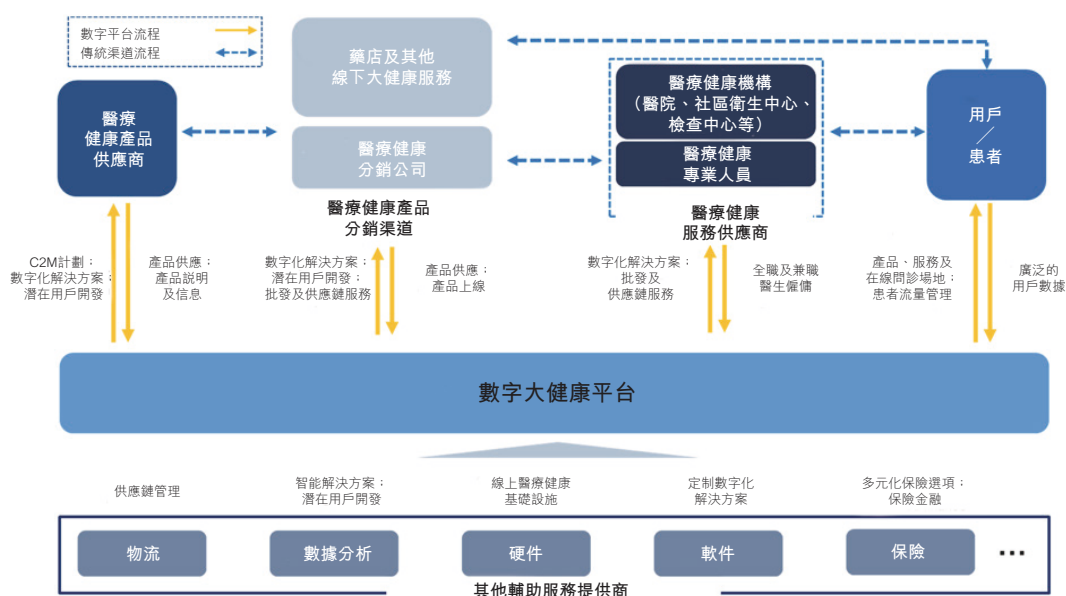 數字平台流程
傳統渠道流程
醫療
健康產品
供應商
藥店及其他
線下大健康服務
醫療健康
分銷公司
醫療健康產品
分銷渠道
醫療健康機構
（醫院、社區衛生中心、
檢查中心等）
醫療健康
專業人員
醫療健康
服務供應商
用戶
／
患者
C2M計劃；
數字化解決方案；
潛在用戶開發
產品供應；
產品說明
及信息
數字化解決方案；
潛在用戶開發；
批發及供應鏈服務
產品供應；
產品上線
數字化解決方案；
批發及
供應鏈服務
全職及兼職
醫生僱傭
產品、服務及
在線問診場地；
患者流量管理
廣泛的
用戶數據
數字大健康平台
供應鏈管理
智能解決方案；
潛在用戶開發
線上醫療健康
基礎設施
定制數字化
解決方案
多元化保險選項；
保險金融
物流
數據分析
硬件
軟件
保險
•••
其他輔助服務提供商